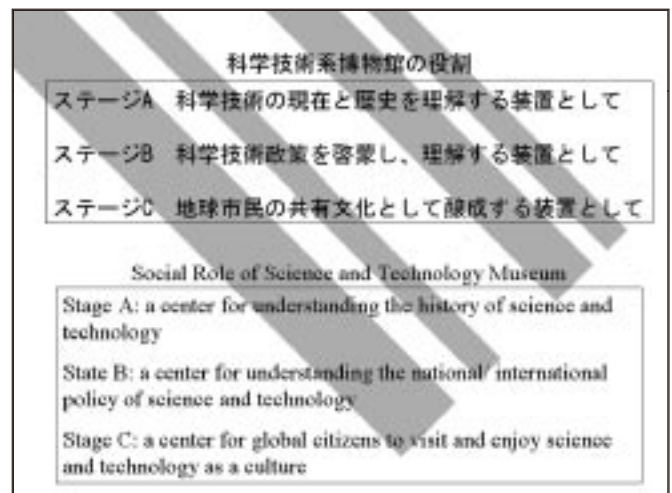 科学技術系博物館の役割
ステージA 科学技術の現在と歴史を理解する装置として
ステージB 科学技術政策を啓蒙し、理解する装置として
ステージC 地球市民の共有文化として醸成する装置として
Social Role of Science and Technology Museum
Stage A: a center for understanding the history of science and
technology
State B: a center for understanding the national/ international
policy of science and technology
Stage C: a center for global citizens to visit and enjoy science
and technology as a culture